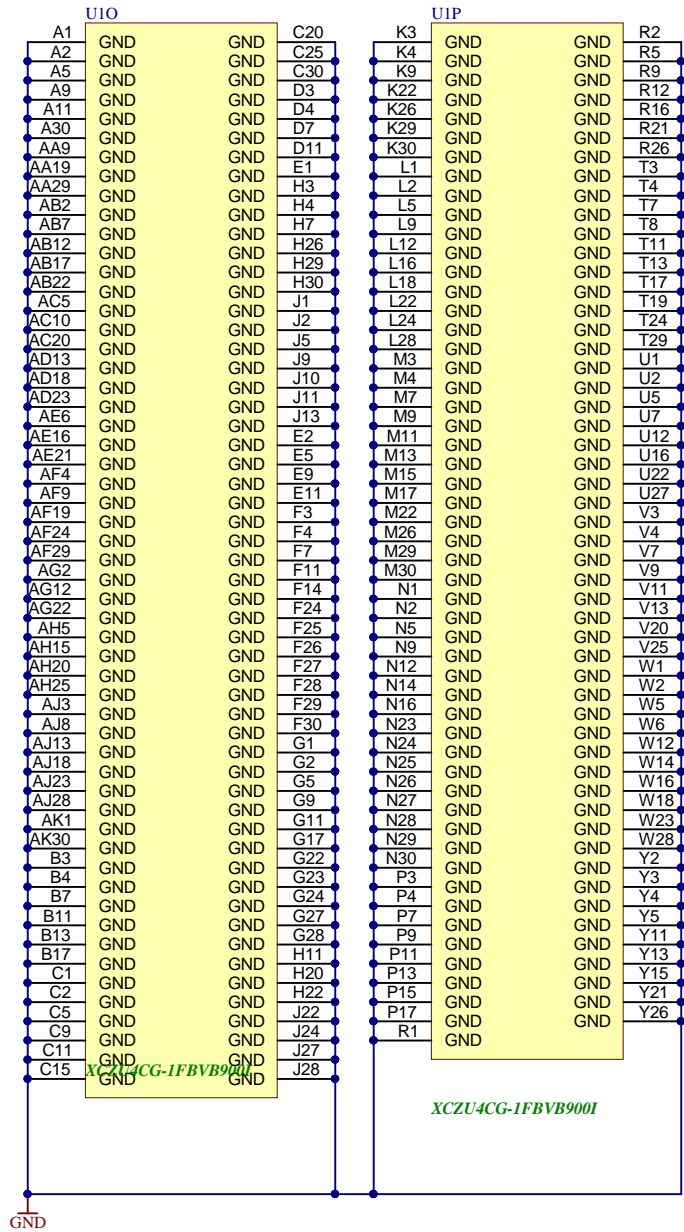 U1O
A1 GND GND C20
A2 GND GND C25
A5 GND GND C30
A9 GND GND D3
A11 GND GND D4
A30 GND GND D7
AA9 GND GND D11
AA19 GND GND E1
AA29 GND GND H3
AB2 GND GND H4
AB7 GND GND H7
AB12 GND GND H26
AB17 GND GND H29
AB22 GND GND H30
AC5 GND GND J1
AC10 GND GND J2
AC20 GND GND J5
AD13 GND GND J9
AD18 GND GND J10
AD23 GND GND J11
AE6 GND GND J13
AE16 GND GND E2
AE21 GND GND E5
AF4 GND GND E9
AF9 GND GND E11
AF19 GND GND F3
AF24 GND GND F4
AF29 GND GND F7
AG2 GND GND F11
AG12 GND GND F14
AG22 GND GND F24
AH5 GND GND F25
AH15 GND GND F26
AH20 GND GND F27
AH25 GND GND F28
AJ3 GND GND F29
AJ8 GND GND F30
AJ13 GND GND G1
AJ18 GND GND G2
AJ23 GND GND G5
AJ28 GND GND G9
AK1 GND GND G11
AK30 GND GND G17
B3 GND GND G22
B4 GND GND G23
B7 GND GND G24
B11 GND GND G27
B13 GND GND G28
B17 GND GND H11
C1 GND GND H20
C2 GND GND H22
C5 GND GND J22
C9 GND GND J24
C11 GND GND J27
C15 GND GND J28
XCZU4CG-1FBVB900I
U1P
K3 GND GND R2
K4 GND GND R5
K9 GND GND R9
K22 GND GND R12
K26 GND GND R16
K29 GND GND R21
K30 GND GND R26
L1 GND GND T3
L2 GND GND T4
L5 GND GND T7
L9 GND GND T8
L12 GND GND T11
L16 GND GND T13
L18 GND GND T17
L22 GND GND T19
L24 GND GND T24
L28 GND GND T29
M3 GND GND U1
M4 GND GND U2
M7 GND GND U5
M9 GND GND U7
M11 GND GND U12
M13 GND GND U16
M15 GND GND U22
M17 GND GND U27
M22 GND GND V3
M26 GND GND V4
M29 GND GND V7
M30 GND GND V9
N1 GND GND V11
N2 GND GND V13
N5 GND GND V20
N9 GND GND V25
N12 GND GND W1
N14 GND GND W2
N16 GND GND W5
N23 GND GND W6
N24 GND GND W12
N25 GND GND W14
N26 GND GND W16
N27 GND GND W18
N28 GND GND W23
N29 GND GND W28
N30 GND GND Y2
P3 GND GND Y3
P4 GND GND Y4
P7 GND GND Y5
P9 GND GND Y11
P11 GND GND Y13
P13 GND GND Y15
P15 GND GND Y21
P17 GND GND Y26
R1 GND
XCZU4CG-1FBVB900I
GND